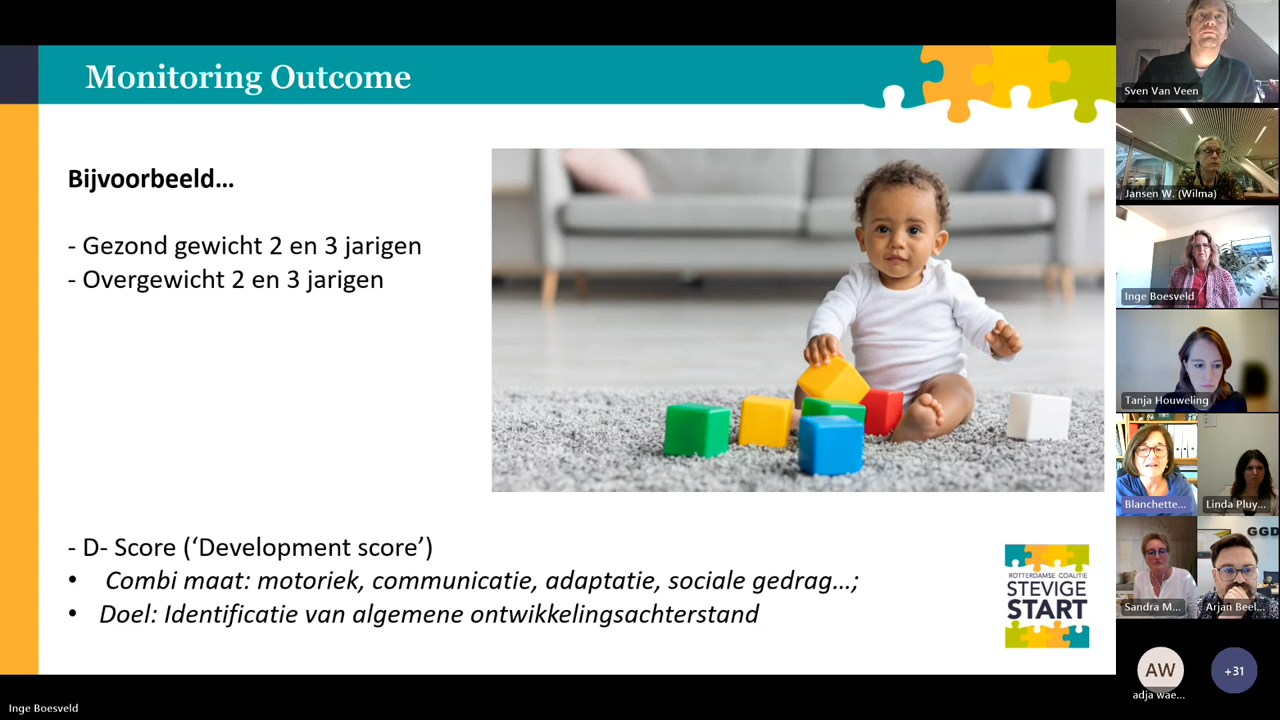 Monitoring Outcome
Bijvoorbeeld…
- Gezond gewicht 2 en 3 jarigen
- Overgewicht 2 en 3 jarigen
- D- Score (‘Development score’)
• Combi maat: motoriek, communicatie, adaptatie, sociale gedrag…;
• Doel: Identificatie van algemene ontwikkelingsachterstand
ROTTERDAMSE COALITIE
STEVIGE
START
Sven Van Veen
Jansen W. (Wilma)
Inge Boesveld
Tanja Houweling
Blanchette...
Linda Pluy...
GGD
Sandra M...
Arjan Beel...
AW
+31
adja wae...
Inge Boesveld